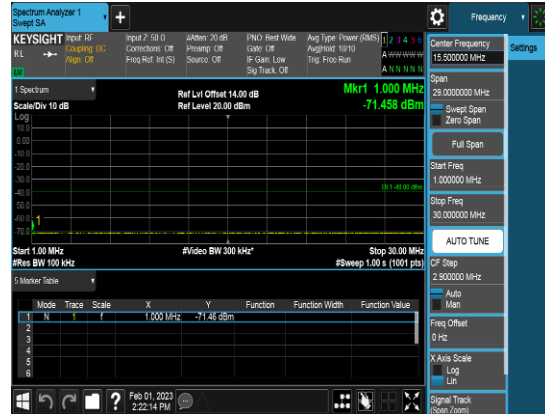 Spectrum Analyzer 1
Swept SA
+
Frequency
KEYSIGHT
RL
Input: RF
Coupling: DC
Align: Off
Input Z: 50 Ω
Corrections: Off
Freq Ref: Int (S)
#Atten: 20 dB
Preamp: Off
Source: Off
PNO: Best Wide
Gate: Off
IF Gain: Low
Sig Track: Off
Avg Type: Power (RMS)
Avg|Hold: 10/10
Trig: Free Run
1 2 3 4 5 6
A W W W W W
A N N N N N
1 Spectrum
Scale/Div 10 dB
Log
Ref Lvl Offset 14.00 dB
Ref Level 20.00 dBm
Mkr1 1.000 MHz
-71.458 dBm
10.0
0.00
-10.0
-20.0
-30.0
-40.0
-50.0
-60.0
-70.0
DL1 -40.00 dBm
1
Start 1.00 MHz
#Res BW 100 kHz
#Video BW 300 kHz*
Stop 30.00 MHz
#Sweep 1.00 s (1001 pts)
5 Marker Table
Mode Trace Scale X Y Function Function Width Function Value
1 N 1 f 1.000 MHz -71.46 dBm
2
3
4
5
6
Feb 01, 2023
2:22:14 PM
Center Frequency
15.500000 MHz
Settings
Span
29.0000000 MHz
Swept Span
Zero Span
Full Span
Start Freq
1.000000 MHz
Stop Freq
30.000000 MHz
AUTO TUNE
CF Step
2.900000 MHz
Auto
Man
Freq Offset
0 Hz
X Axis Scale
Log
Lin
Signal Track
(Span Zoom)